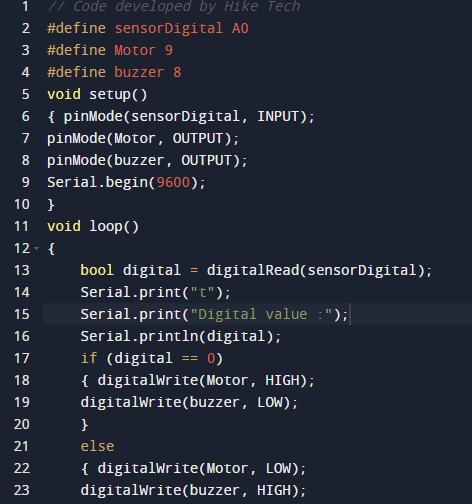 1 // Code developed by Hike Tech
2 #define sensorDigital A0
3 #define Motor 9
4 #define buzzer 8
5 void setup()
6 { pinMode(sensorDigital, INPUT);
7 pinMode(Motor, OUTPUT);
8 pinMode(buzzer, OUTPUT);
9 Serial.begin(9600);
10 }
11 void loop()
12 {
13 bool digital = digitalRead(sensorDigital);
14 Serial.print("t");
15 Serial.print("Digital value :");
16 Serial.println(digital);
17 if (digital == 0)
18 { digitalWrite(Motor, HIGH);
19 digitalWrite(buzzer, LOW);
20 }
21 else
22 { digitalWrite(Motor, LOW);
23 digitalWrite(buzzer, HIGH);